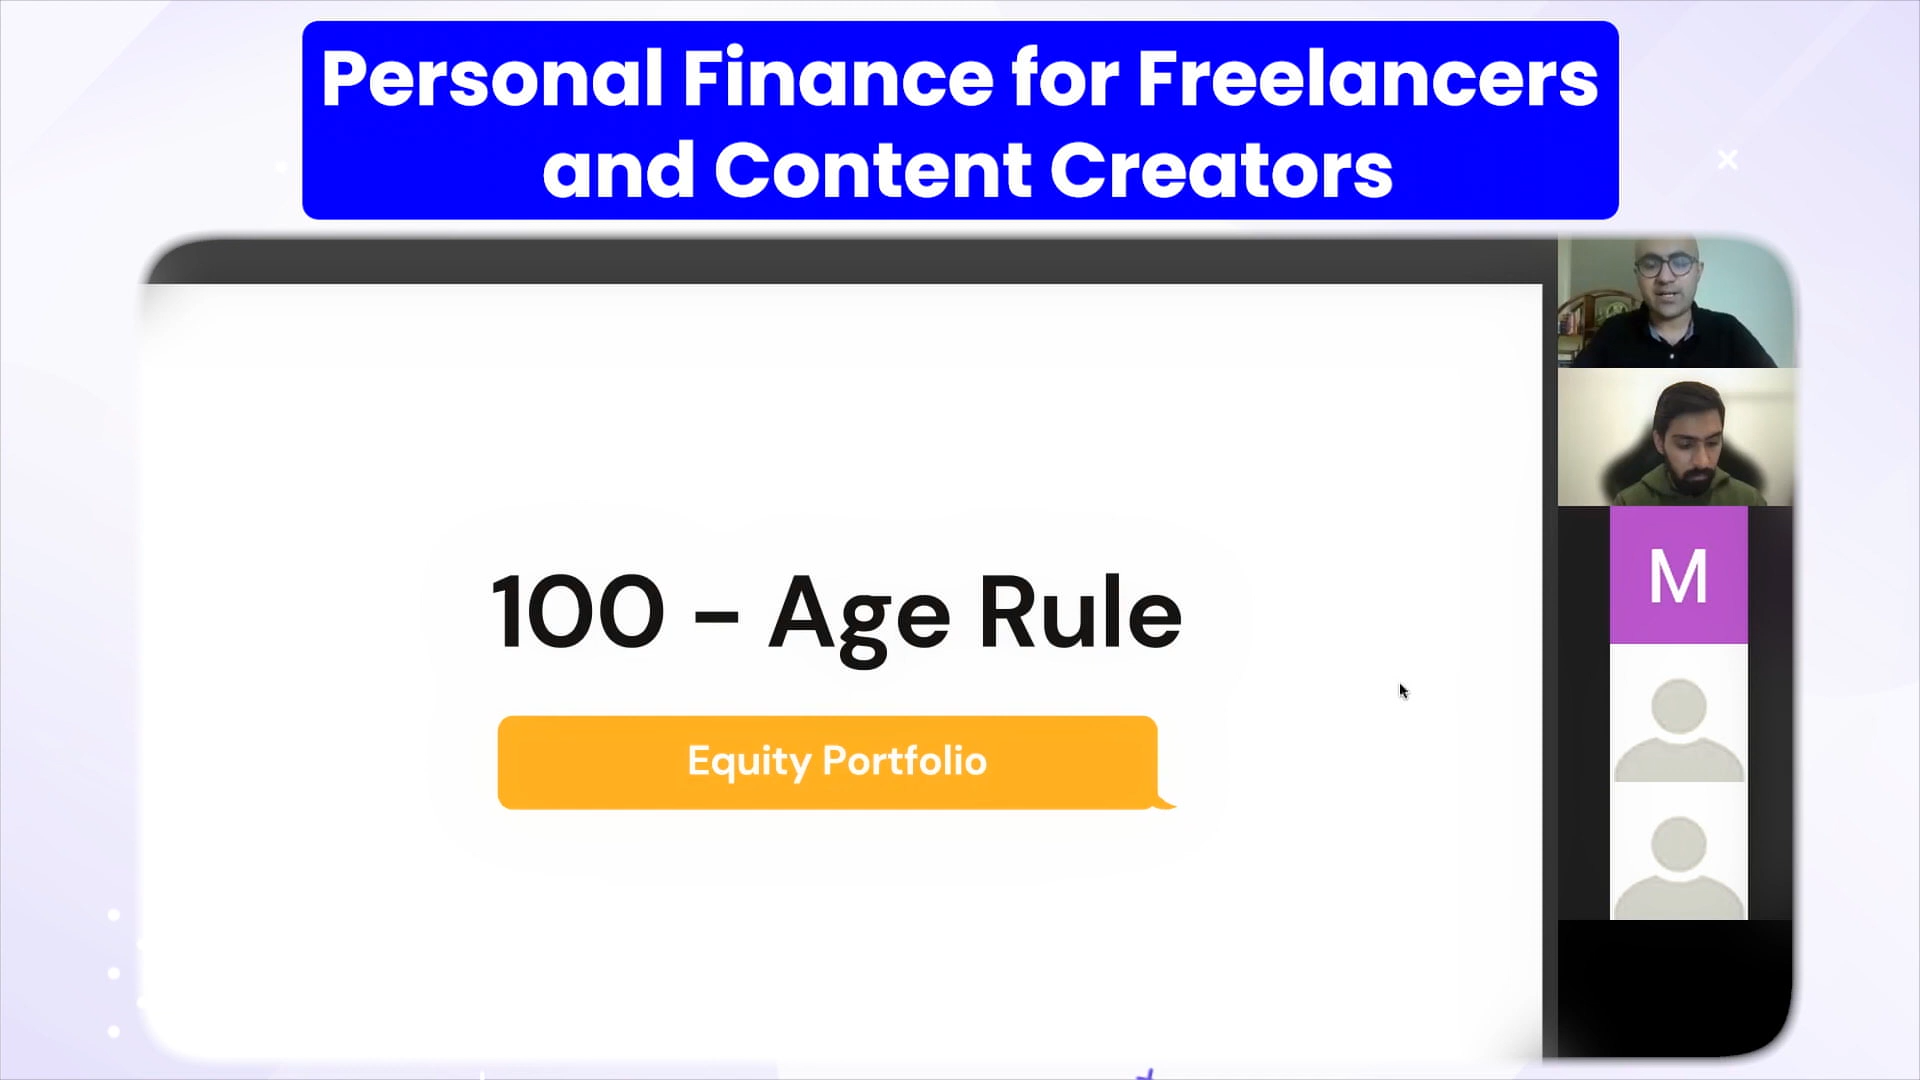 Personal Finance for Freelancers
and Content Creators
100 - Age Rule
Equity Portfolio
M